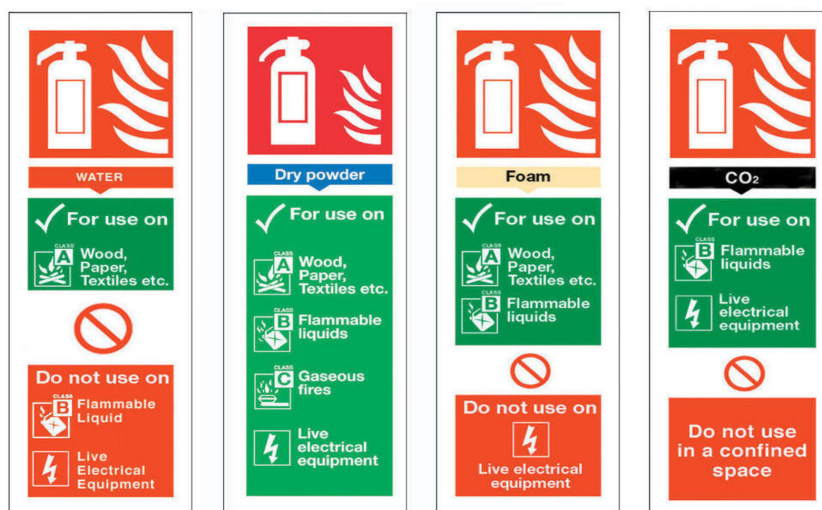 WATER
For use on
CLASS
A
Wood,
Paper,
Textiles etc.
Do not use on
CLASS
B
Flammable
Liquid
Live
Electrical
Equipment
Dry powder
For use on
CLASS
A
Wood,
Paper,
Textiles etc.
CLASS
B
Flammable
liquids
CLASS
C
Gaseous
fires
Live
electrical
equipment
Foam
For use on
CLASS
A
Wood,
Paper,
Textiles etc.
CLASS
B
Flammable
liquids
Do not use on
Live electrical
equipment
CO₂
For use on
CLASS
B
Flammable
liquids
Live
electrical
equipment
Do not use
in a confined
space